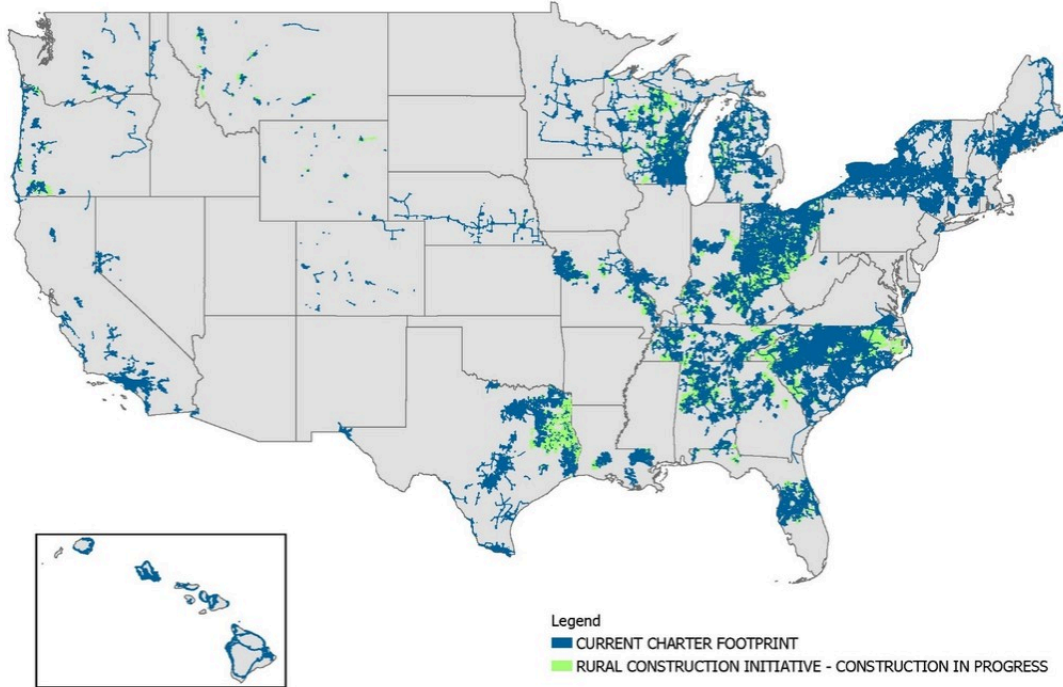 Legend
CURRENT CHARTER FOOTPRINT
RURAL CONSTRUCTION INITIATIVE - CONSTRUCTION IN PROGRESS